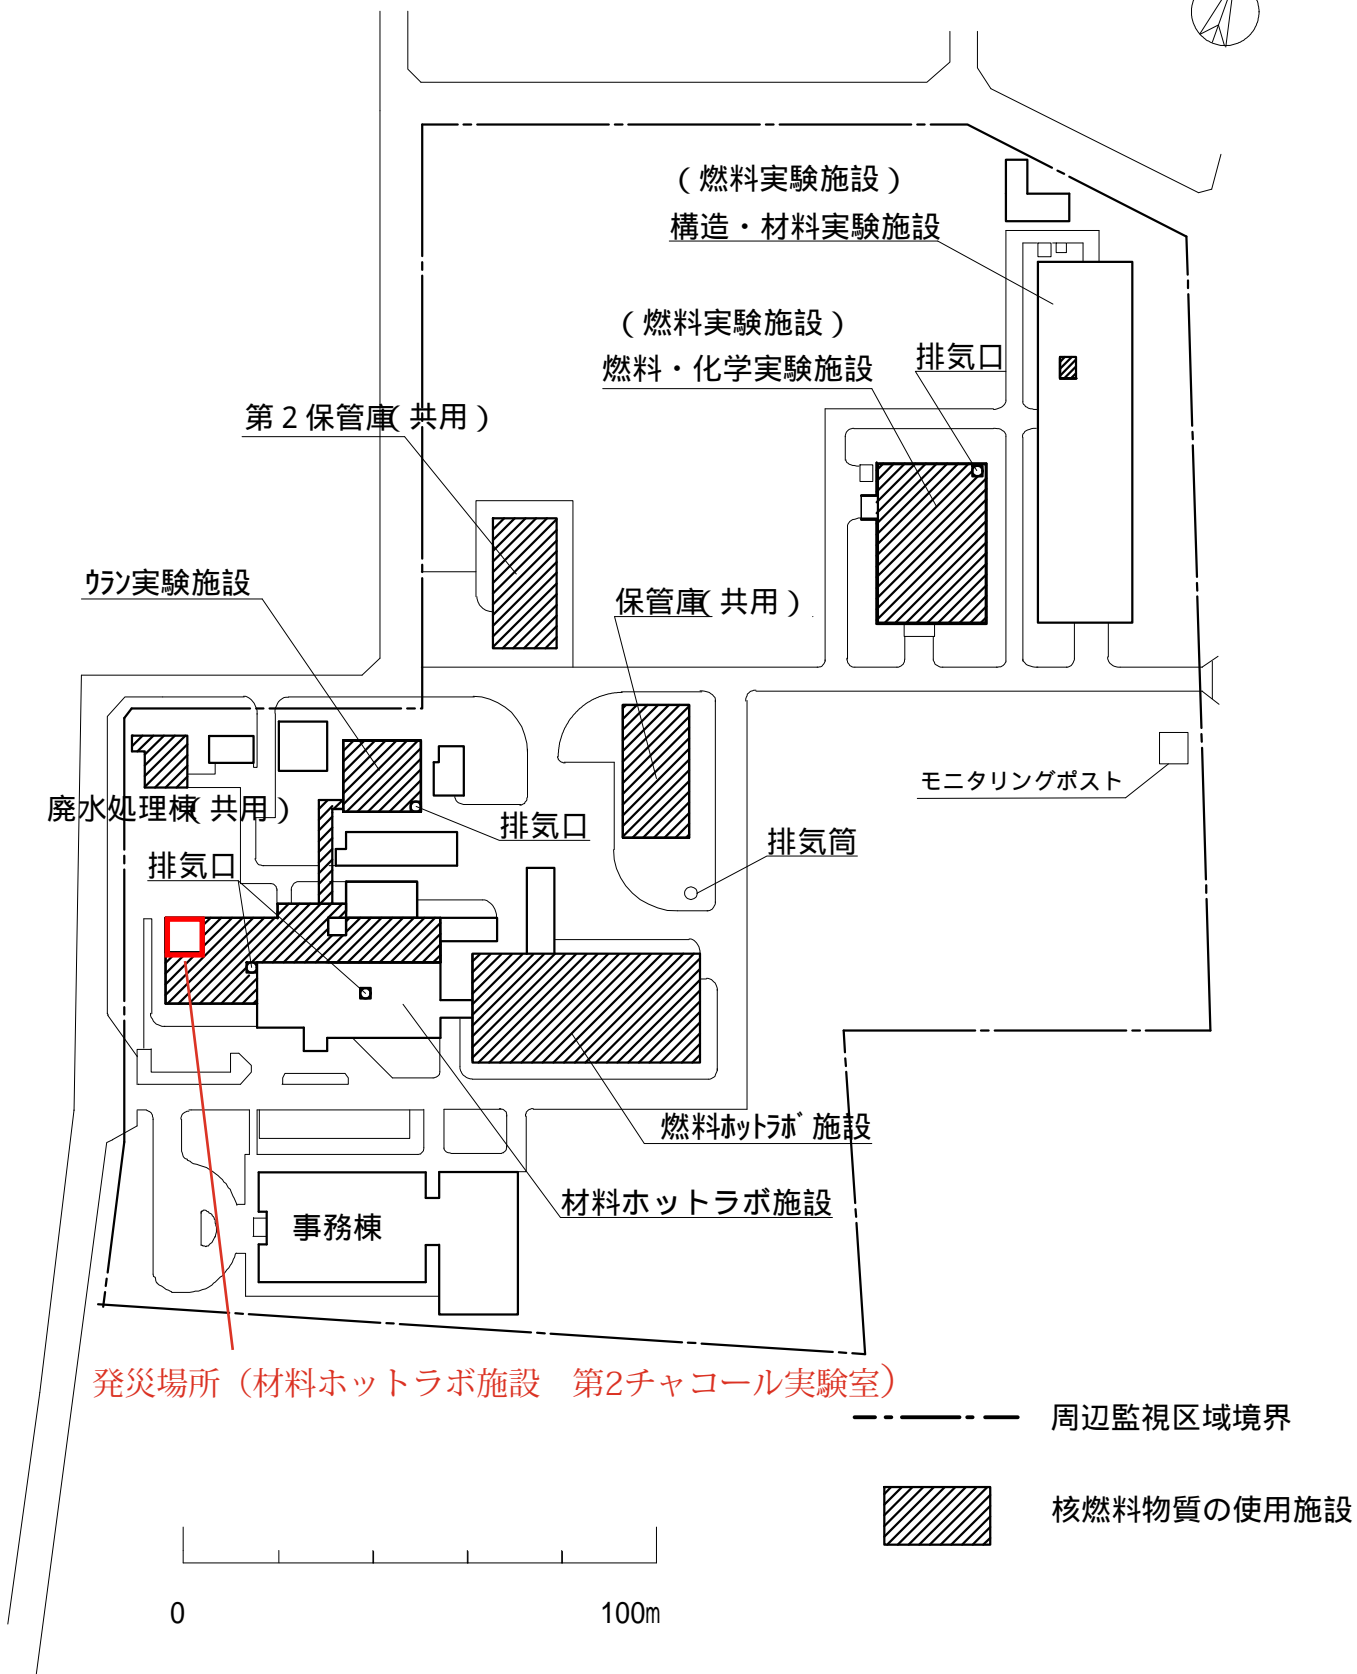 （燃料実験施設）
構造・材料実験施設
（燃料実験施設）
燃料・化学実験施設
排気口
第２保管庫（共用）
ｳﾗﾝ実験施設
保管庫（共用）
モニタリングポスト
廃水処理棟（共用）
排気口
排気筒
排気口
燃料ﾎｯﾄﾗﾎﾞ施設
材料ホットラボ施設
事務棟
発災場所（材料ホットラボ施設　第2チャコール実験室）
周辺監視区域境界
核燃料物質の使用施設
0
100m